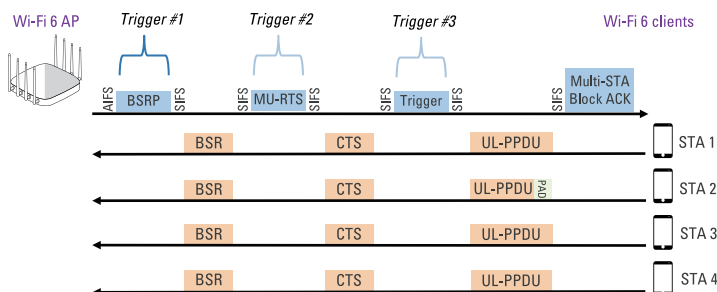 Wi-Fi 6 AP
Trigger #1
Trigger #2
Trigger #3
Wi-Fi 6 clients
AIFS
BSRP
SIFS
SIFS
MU-RTS
SIFS
SIFS
Trigger
SIFS
SIFS
Multi-STA
Block ACK
BSR
CTS
UL-PPDU
STA 1
BSR
CTS
UL-PPDU
PAD
STA 2
BSR
CTS
UL-PPDU
STA 3
BSR
CTS
UL-PPDU
STA 4